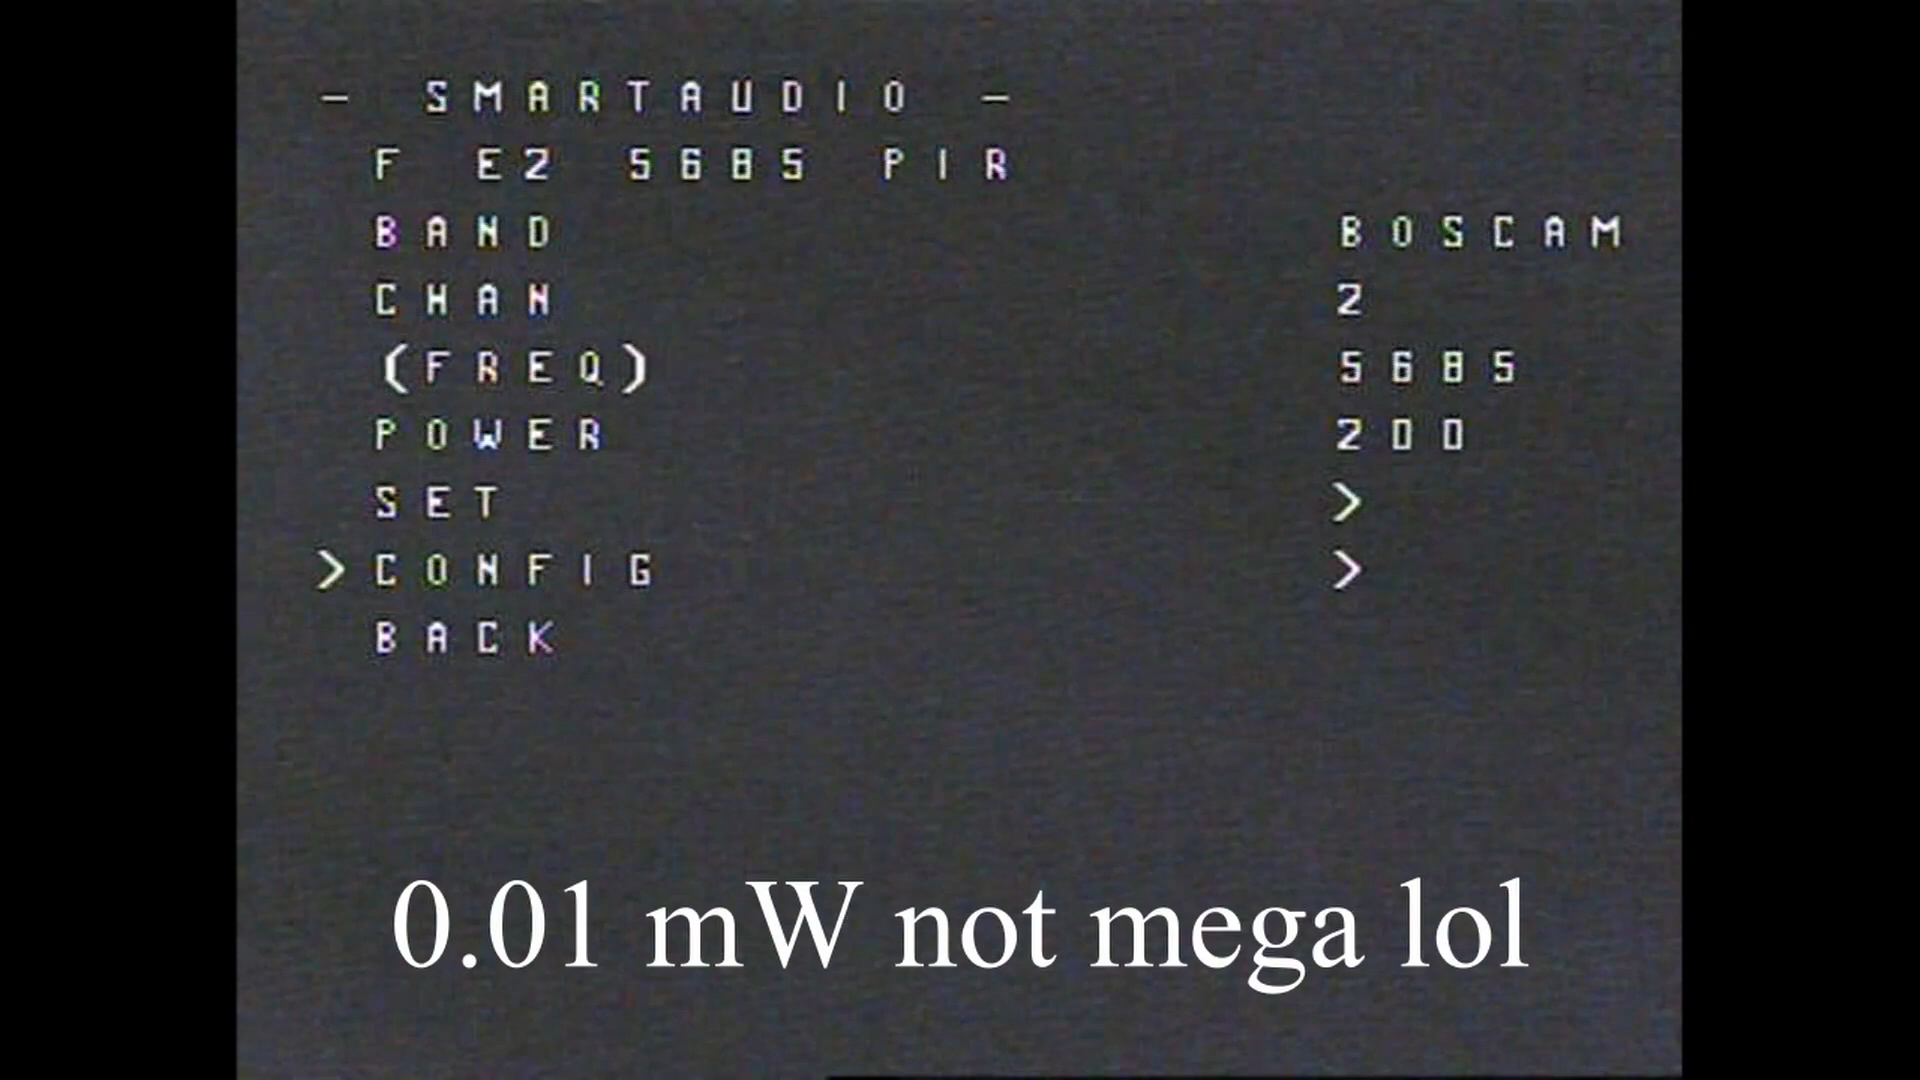 - SMARTAUDIO -
F E2 5685 PIR
BAND BOSCAM
CHAN 2
(FREQ) 5685
POWER 200
SET >
>CONFIG >
BACK
0.01 mW not mega lol